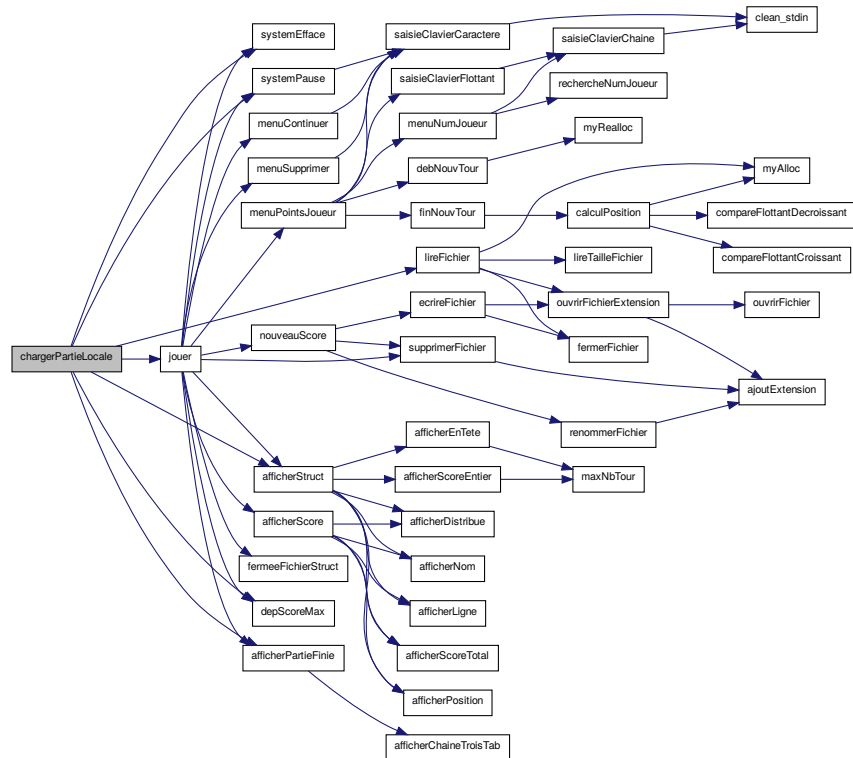 clean_stdin
systemEfface
saisieClavierCaractere
saisieClavierChaine
systemPause
saisieClavierFlottant
rechercheNumJoueur
menuContinuer
menuNumJoueur
myRealloc
menuSupprimer
debNouvTour
myAlloc
menuPointsJoueur
finNouvTour
calculPosition
compareFlottantDecroissant
lireFichier
lireTailleFichier
compareFlottantCroissant
ecrireFichier
ouvrirFichierExtension
ouvrirFichier
nouveauScore
chargerPartieLocale
jouer
supprimerFichier
fermerFichier
ajoutExtension
afficherEnTete
renommerFichier
afficherStruct
afficherScoreEntier
maxNbTour
afficherScore
afficherDistribue
fermeeFichierStruct
afficherNom
depScoreMax
afficherLigne
afficherPartieFinie
afficherScoreTotal
afficherPosition
afficherChaineTroisTab